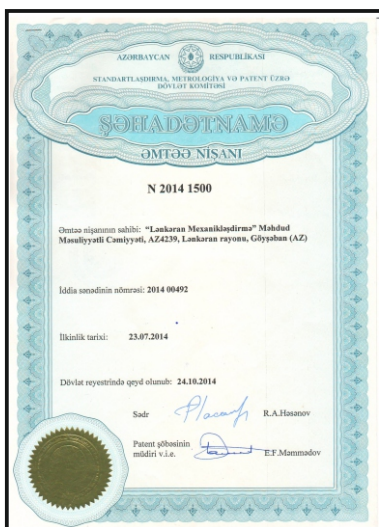 AZƏRBAYCAN RESPUBLİKASI
STANDARTLAŞDIRMA, METROLOGİYA VƏ PATENT ÜZRƏ
DÖVLƏT KOMİTƏSİ
ŞƏHADƏTNAMƏ
ƏMTƏƏ NİŞANI
N 2014 1500
Əmtəə nişanının sahibi: "Lənkəran Mexanikləşdirmə" Məhdud
Məsuliyyətli Cəmiyyəti, AZ4239, Lənkəran rayonu, Göyşaban (AZ)
İddia sənədinin nömrəsi: 2014 00492
İlkinlik tarixi: 23.07.2014
Dövlət reyestrində qeyd olunub: 24.10.2014
Sədr R.A.Həsənov
Patent şöbəsinin
müdiri v.i.e. E.F.Məmmədov